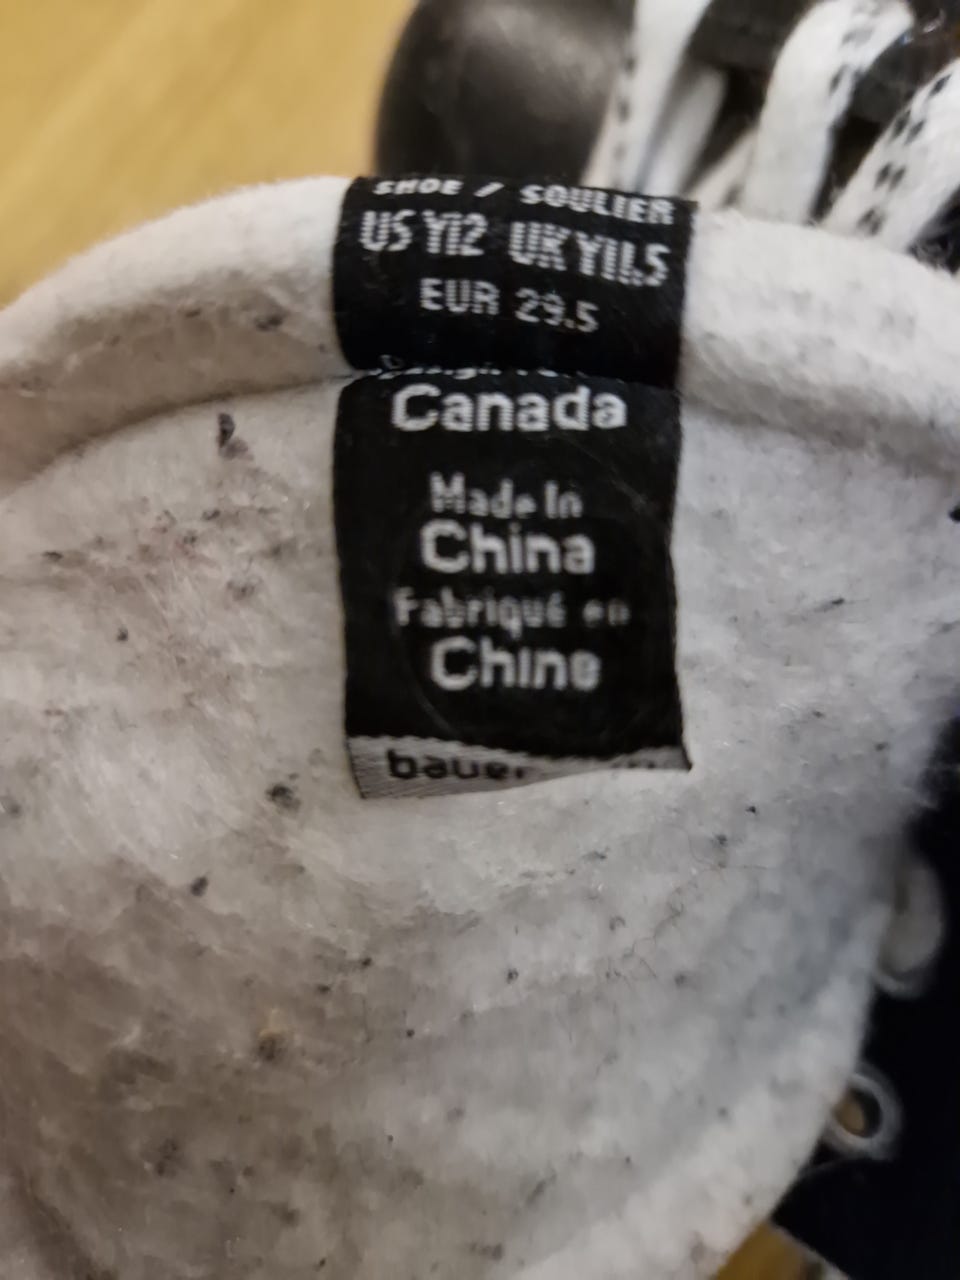 SHOE / SOULIER
US Y12 UK Y11.5
EUR 29.5
Canada
Made In
China
Fabriqué en
Chine
bauer